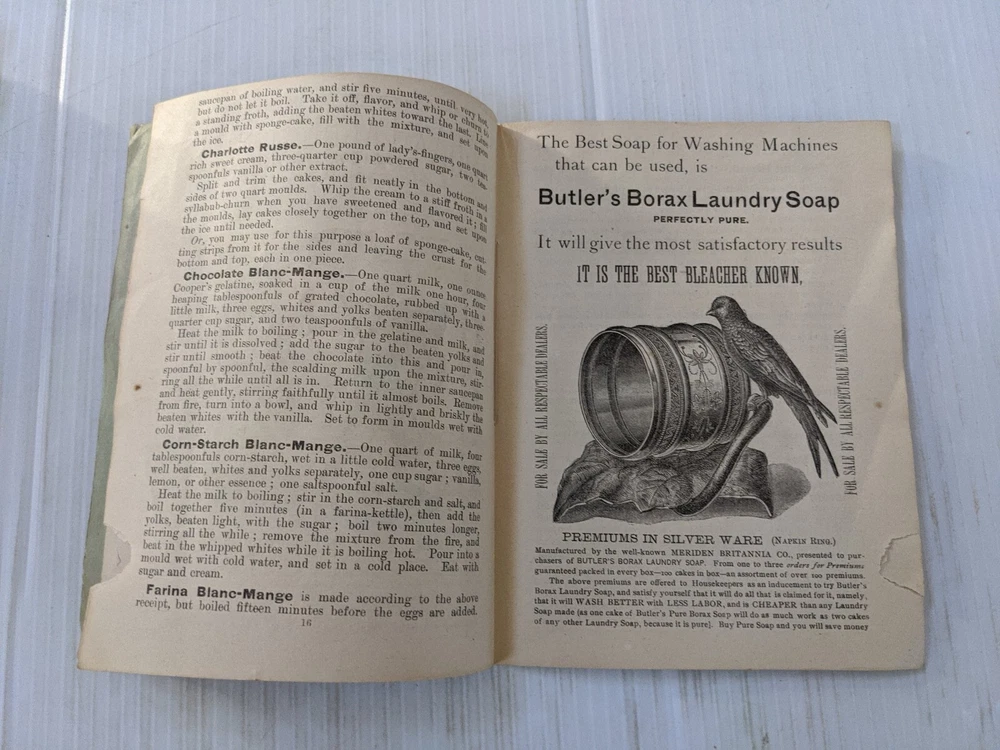 saucepan of boiling water, and stir five minutes, until very hot,
but do not let it boil. Take it off, flavor, and whip or churn to
a standing froth, adding the beaten whites toward the last. Line
a mould with sponge-cake, fill with the mixture, and set upon
the ice.
Charlotte Russe.—One pound of lady's-fingers, one quart
rich sweet cream, three-quarter cup powdered sugar, two tea-
spoonfuls vanilla or other extract.
Split and trim the cakes, and fit neatly in the bottom and
sides of two quart moulds. Whip the cream to a stiff froth in a
syllabub-churn when you have sweetened and flavored it; fill
the moulds, lay cakes closely together on the top, and set upon
the ice until needed.
Or, you may use for this purpose a loaf of sponge-cake, cut-
ting strips from it for the sides and leaving the crust for the
bottom and top, each in one piece.
Chocolate Blanc-Mange.—One quart milk, one ounce
Cooper's gelatine, soaked in a cup of the milk one hour, four
heaping tablespoonfuls of grated chocolate, rubbed up with a
little milk, three eggs, whites and yolks beaten separately, three-
quarter cup sugar, and two teaspoonfuls of vanilla.
Heat the milk to boiling; pour in the gelatine and milk, and
stir until it is dissolved; add the sugar to the beaten yolks and
stir until smooth; beat the chocolate into this and pour in,
spoonful by spoonful, the scalding milk upon the mixture, stir-
ring all the while until all is in. Return to the inner saucepan
and heat gently, stirring faithfully until it almost boils. Remove
from fire, turn into a bowl, and whip in lightly and briskly the
beaten whites with the vanilla. Set to form in moulds wet with
cold water.
Corn-Starch Blanc-Mange.—One quart of milk, four
tablespoonfuls corn-starch, wet in a little cold water, three eggs,
well beaten, whites and yolks separately, one cup sugar; vanilla,
lemon, or other essence; one saltspoonful salt.
Heat the milk to boiling; stir in the corn-starch and salt, and
boil together five minutes (in a farina-kettle), then add the
yolks, beaten light, with the sugar; boil two minutes longer,
stirring all the while; remove the mixture from the fire, and
beat in the whipped whites while it is boiling hot. Pour into a
mould wet with cold water, and set in a cold place. Eat with
sugar and cream.
Farina Blanc-Mange is made according to the above
receipt, but boiled fifteen minutes before the eggs are added.
16
The Best Soap for Washing Machines
that can be used, is
Butler's Borax Laundry Soap
PERFECTLY PURE.
It will give the most satisfactory results
IT IS THE BEST BLEACHER KNOWN,
FOR SALE BY ALL RESPECTABLE DEALERS.
FOR SALE BY ALL RESPECTABLE DEALERS.
PREMIUMS IN SILVER WARE (NAPKIN RING.)
Manufactured by the well-known MERIDEN BRITANNIA CO., presented to pur-
chasers of BUTLER'S BORAX LAUNDRY SOAP. From one to three orders for Premiums
guaranteed packed in every box—100 cakes in box—an assortment of over 100 premiums.
The above premiums are offered to Housekeepers as an inducement to try Butler's
Borax Laundry Soap, and satisfy yourself that it will do all that is claimed for it, namely,
that it will WASH BETTER with LESS LABOR, and is CHEAPER than any Laundry
Soap made [as one cake of Butler's Pure Borax Soap will do as much work as two cakes
of any other Laundry Soap, because it is pure]. Buy Pure Soap and you will save money